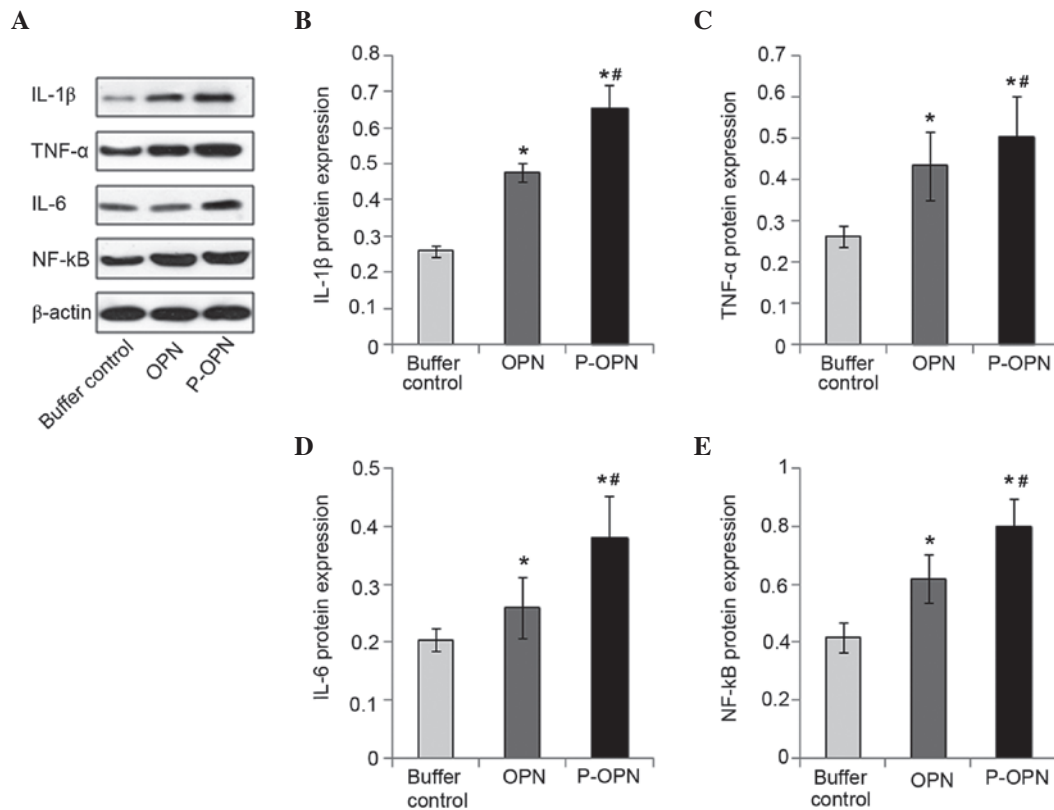 A
IL-1β
TNF-α
IL-6
NF-kB
β-actin
Buffer control
OPN
P-OPN
B
IL-1β protein expression
0.8
0.7
0.6
0.5
0.4
0.3
0.2
0.1
0
*
*#
Buffer
control
OPN
P-OPN
C
TNF-α protein expression
0.7
0.6
0.5
0.4
0.3
0.2
0.1
0
*
*#
Buffer
control
OPN
P-OPN
D
IL-6 protein expression
0.5
0.4
0.3
0.2
0.1
0
*
*#
Buffer
control
OPN
P-OPN
E
NF-kB protein expression
1
0.8
0.6
0.4
0.2
0
*
*#
Buffer
control
OPN
P-OPN